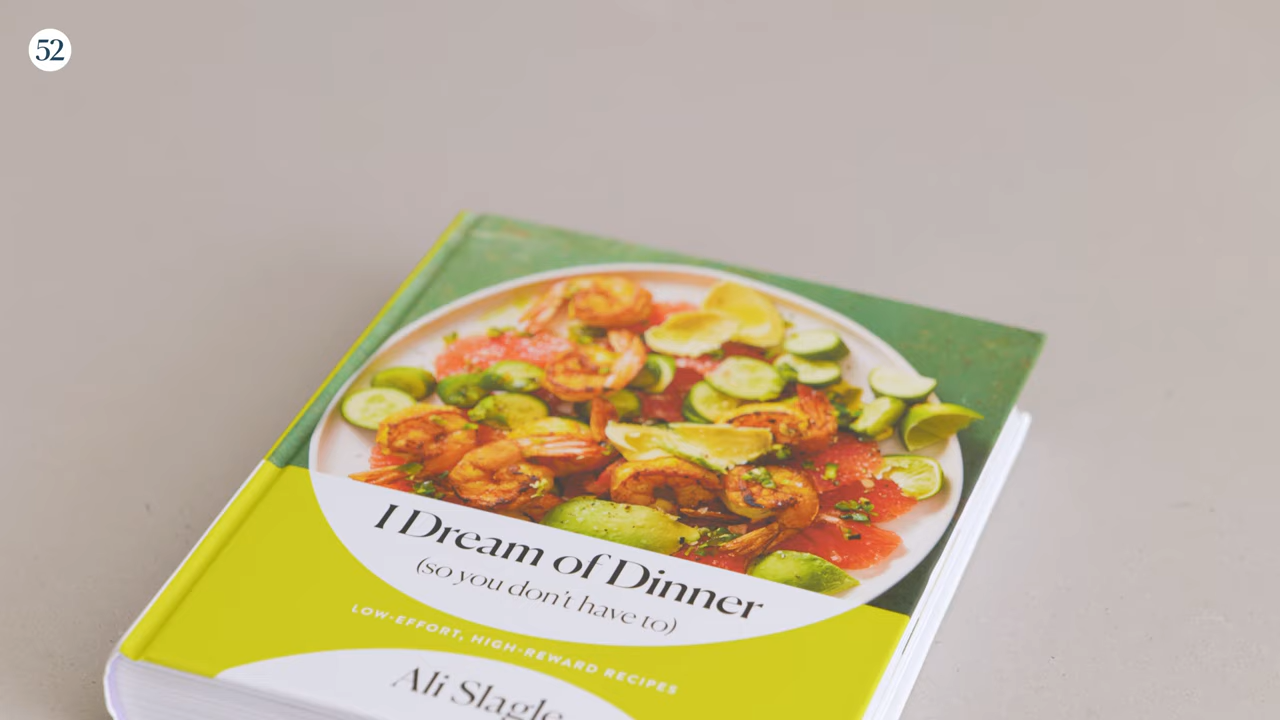 52
I Dream of Dinner
(so you don't have to)
LOW-EFFORT, HIGH-REWARD RECIPES
Ali Slagle